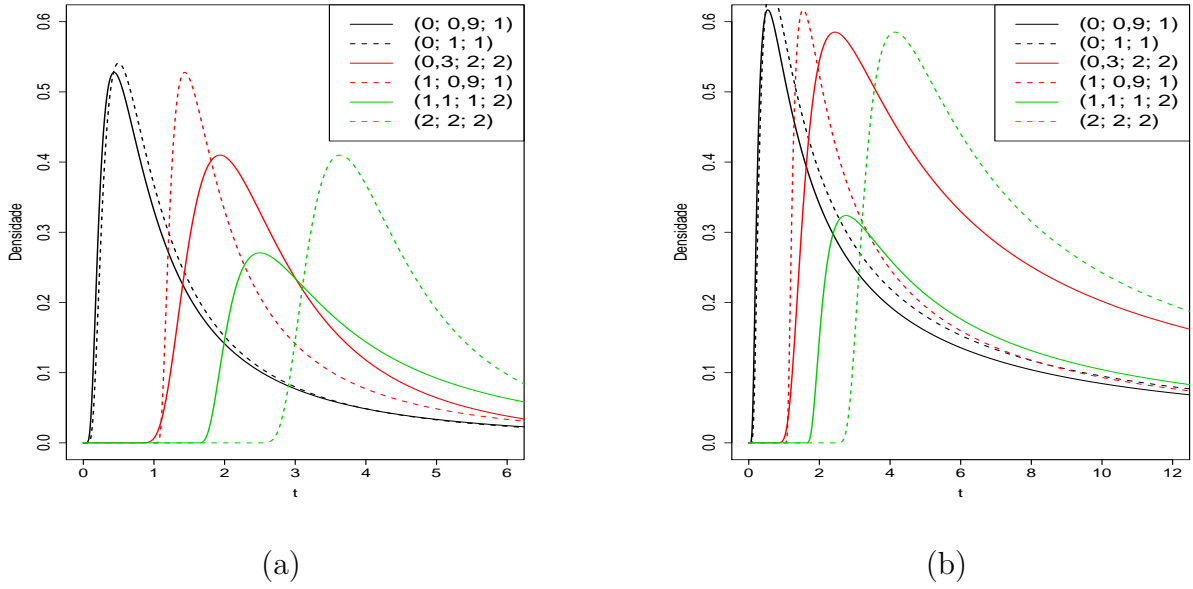 Densidade
0.0
0.1
0.2
0.3
0.4
0.5
0.6
(0; 0,9; 1)
(0; 1; 1)
(0,3; 2; 2)
(1; 0,9; 1)
(1,1; 1; 2)
(2; 2; 2)
0 1 2 3 4 5 6
t
(a)
Densidade
0.0
0.1
0.2
0.3
0.4
0.5
0.6
(0; 0,9; 1)
(0; 1; 1)
(0,3; 2; 2)
(1; 0,9; 1)
(1,1; 1; 2)
(2; 2; 2)
0 2 4 6 8 10 12
t
(b)